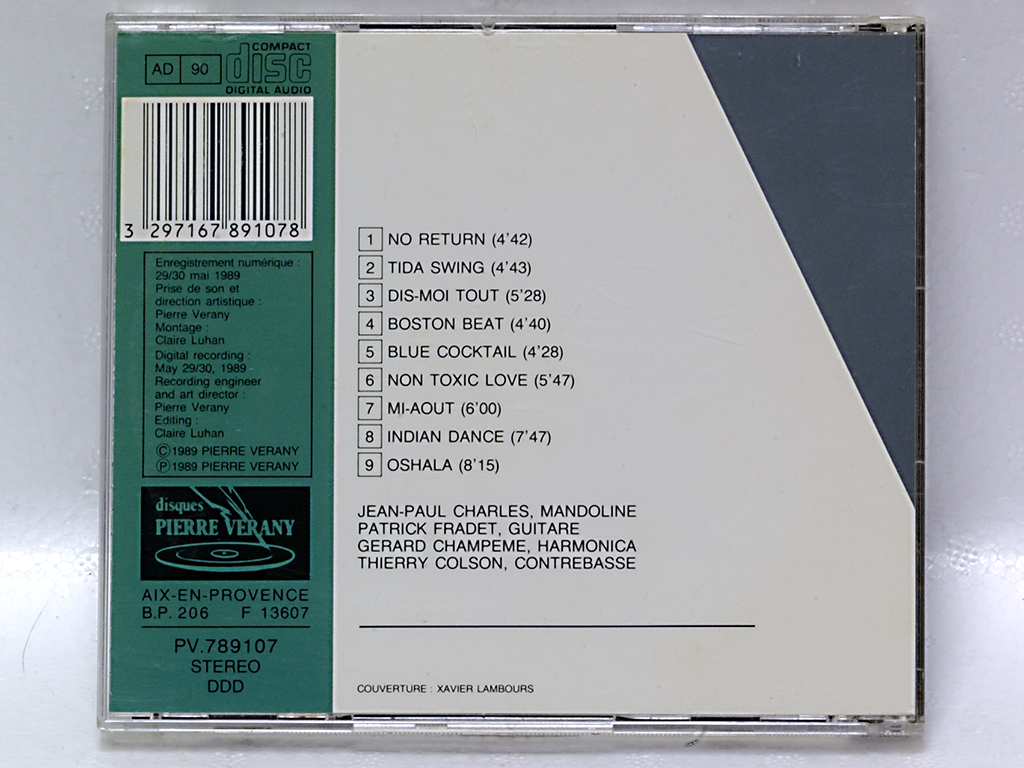 AD 90
COMPACT
disc
DIGITAL AUDIO
3 297167 891078
Enregistrement numérique :
29/30 mai 1989
Prise de son et
direction artistique :
Pierre Verany
Montage :
Claire Luhan
Digital recording :
May 29/30, 1989
Recording engineer
and art director :
Pierre Verany
Editing :
Claire Luhan
Ⓒ1989 PIERRE VERANY
Ⓟ1989 PIERRE VERANY
disques
PIERRE VERANY
AIX-EN-PROVENCE
B.P. 206 F 13607
PV.789107
STEREO
DDD
1 NO RETURN (4'42)
2 TIDA SWING (4'43)
3 DIS-MOI TOUT (5'28)
4 BOSTON BEAT (4'40)
5 BLUE COCKTAIL (4'28)
6 NON TOXIC LOVE (5'47)
7 MI-AOUT (6'00)
8 INDIAN DANCE (7'47)
9 OSHALA (8'15)
JEAN-PAUL CHARLES, MANDOLINE
PATRICK FRADET, GUITARE
GERARD CHAMPEME, HARMONICA
THIERRY COLSON, CONTREBASSE
COUVERTURE : XAVIER LAMBOURS